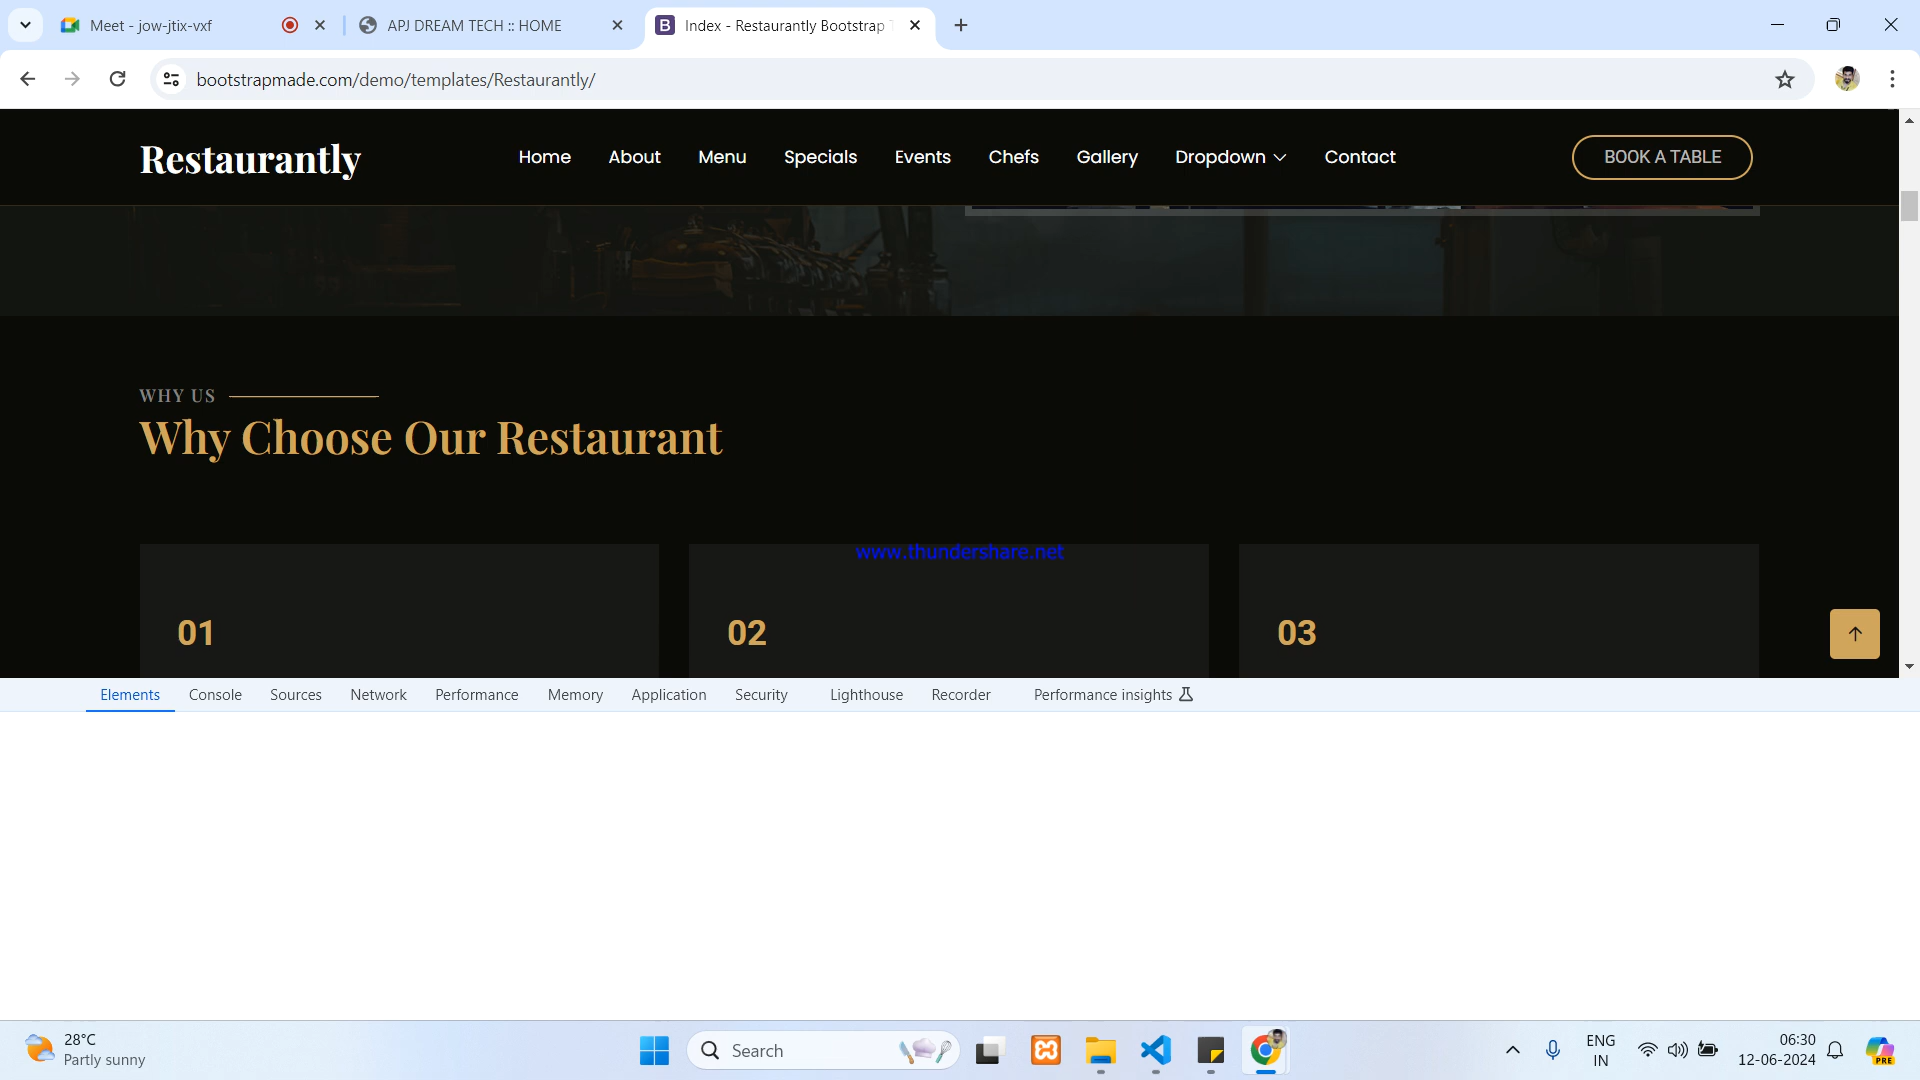 Meet - jow-jtix-vxf
APJ DREAM TECH :: HOME
Index - Restaurantly Bootstrap
bootstrapmade.com/demo/templates/Restaurantly/
Restaurantly
Home About Menu Specials Events Chefs Gallery Dropdown Contact
BOOK A TABLE
WHY US
Why Choose Our Restaurant
www.thundershare.net
01 02 03
Elements Console Sources Network Performance Memory Application Security Lighthouse Recorder Performance insights
28°C
Partly sunny
Search
ENG
IN
06:30
12-06-2024
PRE